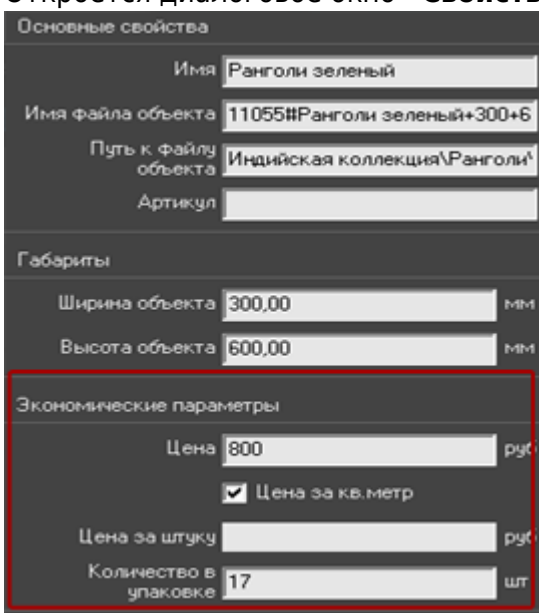 Откроется диалоговое окно "Свойств
Основные свойства
Имя Ранголи зеленый
Имя файла объекта 11055#Ранголи зеленый+300+6
Путь к файлу
объекта Индийская коллекция\Ранголи\
Артикул
Габариты
Ширина объекта 300,00 мм
Высота объекта 600,00 мм
Экономические параметры
Цена 800 руб
Цена за кв.метр
Цена за штуку руб
Количество в
упаковке 17 шт